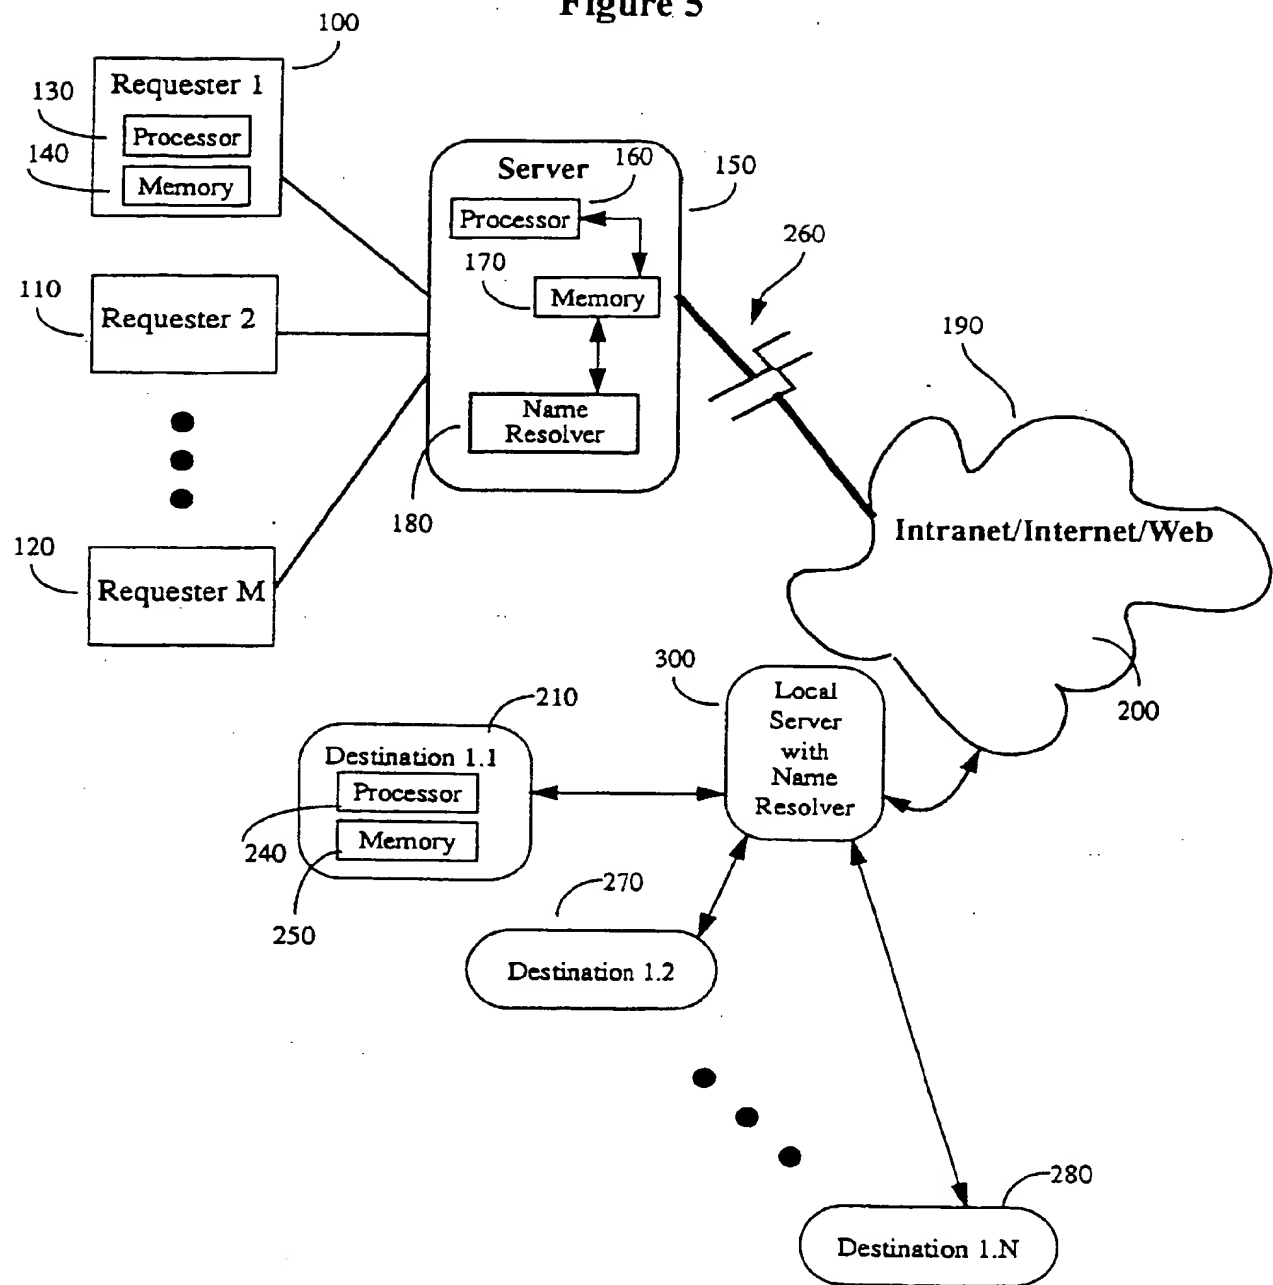 Figure 5
100
Requester 1
130
Processor
140
Memory
110
Requester 2
120
Requester M
Server
160
150
Processor
170
Memory
Name
Resolver
180
260
190
Intranet/Internet/Web
200
300
Local
Server
with
Name
Resolver
210
Destination 1.1
Processor
240
Memory
250
270
Destination 1.2
280
Destination 1.N